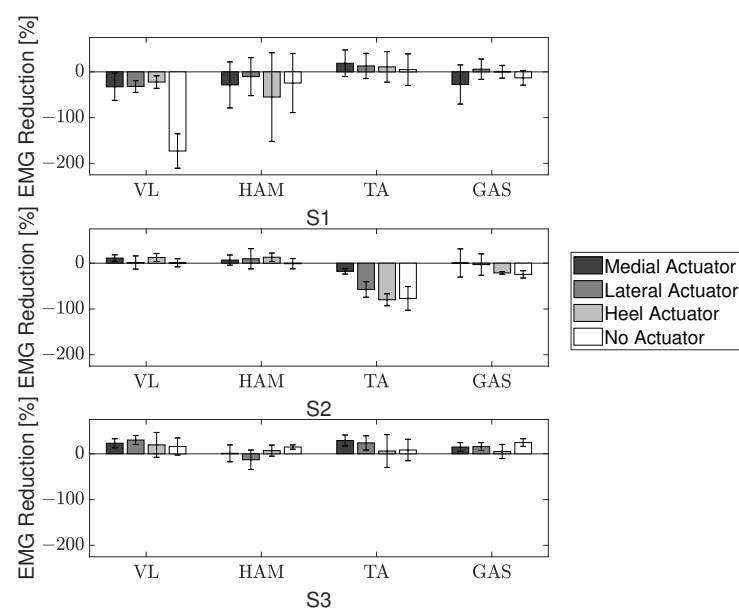 EMG Reduction [%]
0
−100
−200
VL HAM TA GAS
S1
EMG Reduction [%]
0
−100
−200
VL HAM TA GAS
S2
Medial Actuator
Lateral Actuator
Heel Actuator
No Actuator
EMG Reduction [%]
0
−100
−200
VL HAM TA GAS
S3